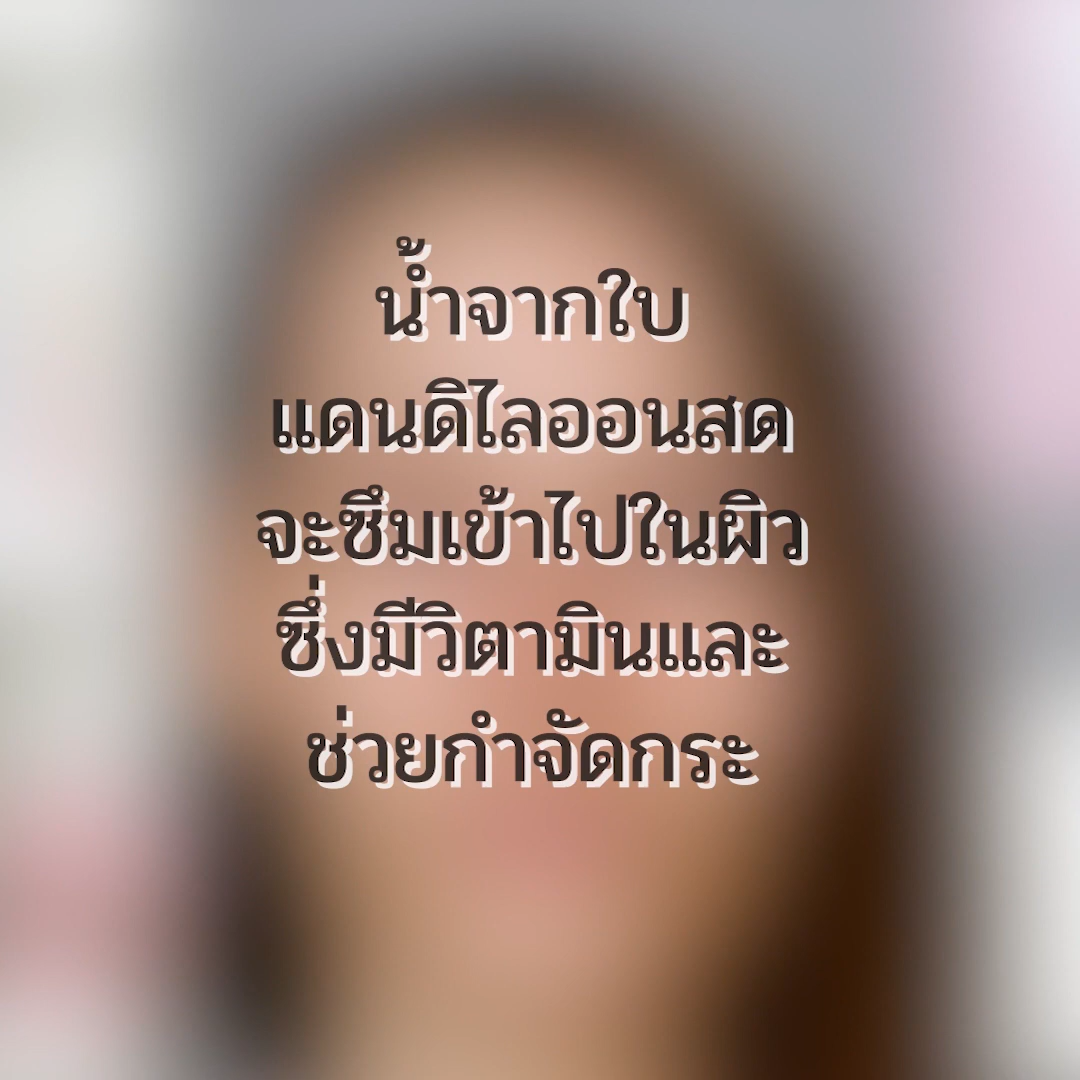 น้ำจากใบ
แดนดิไลออนสด
จะซึมเข้าไปในผิว
ซึ่งมีวิตามินและ
ช่วยกำจัดกระ